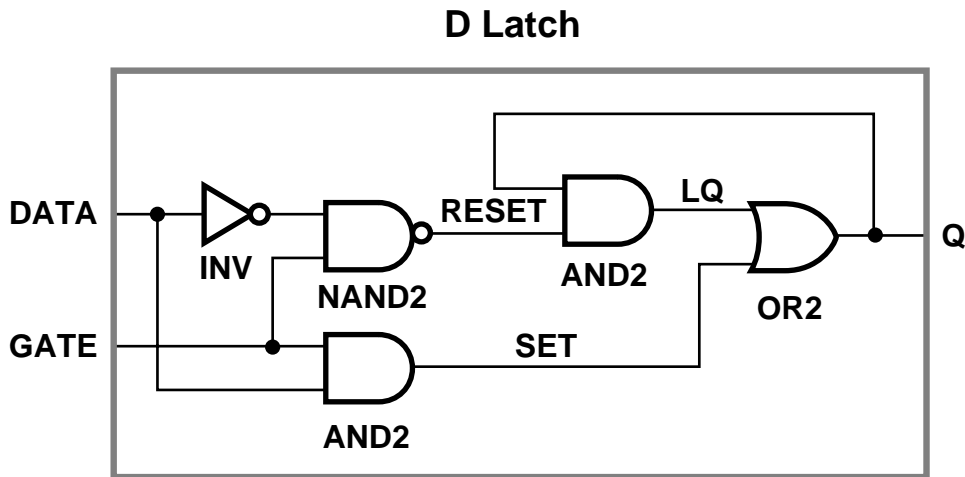 D Latch
DATA
INV
NAND2
RESET
AND2
LQ
OR2
Q
GATE
SET
AND2